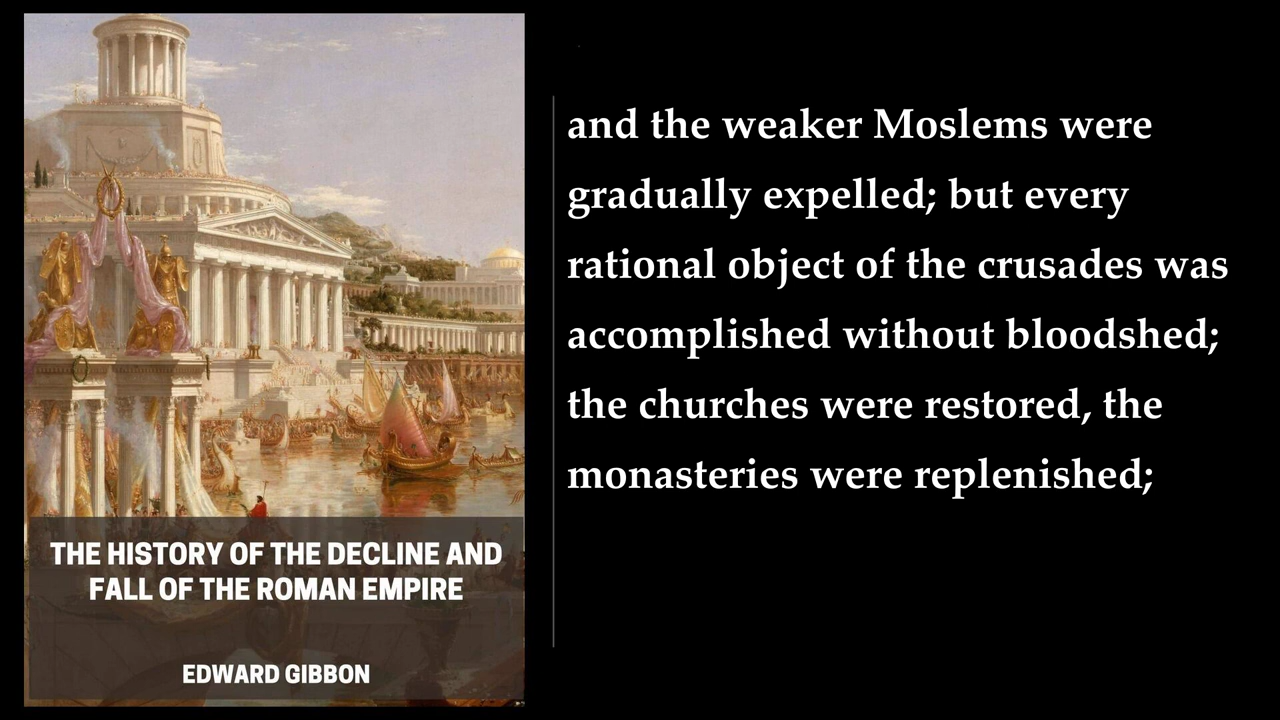 THE HISTORY OF THE DECLINE AND
FALL OF THE ROMAN EMPIRE
EDWARD GIBBON
and the weaker Moslems were
gradually expelled; but every
rational object of the crusades was
accomplished without bloodshed;
the churches were restored, the
monasteries were replenished;